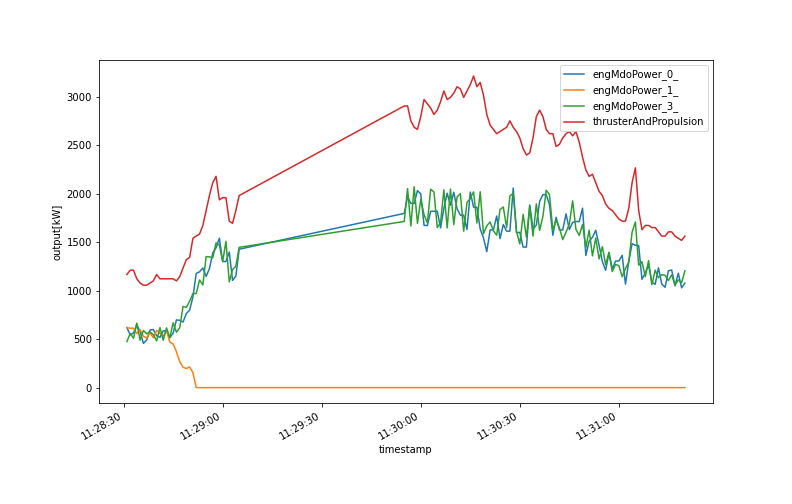 engMdoPower_0_
engMdoPower_1_
engMdoPower_3_
thrusterAndPropulsion
3000
2500
2000
1500
1000
500
0
output[kW]
11:28:30
11:29:00
11:29:30
11:30:00
11:30:30
11:31:00
timestamp